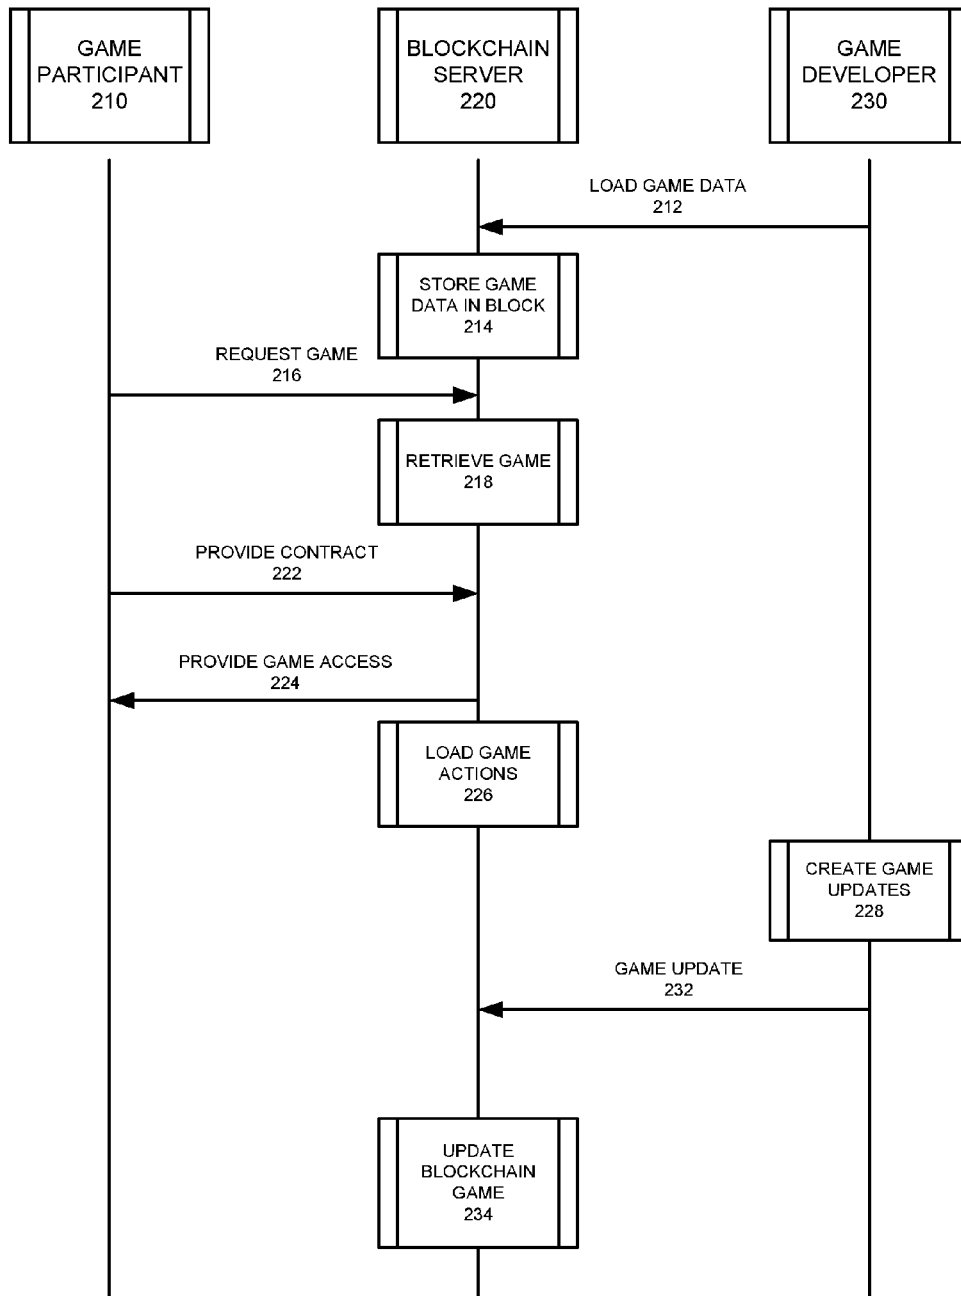 GAME
PARTICIPANT
210
BLOCKCHAIN
SERVER
220
GAME
DEVELOPER
230
LOAD GAME DATA
212
STORE GAME
DATA IN BLOCK
214
REQUEST GAME
216
RETRIEVE GAME
218
PROVIDE CONTRACT
222
PROVIDE GAME ACCESS
224
LOAD GAME
ACTIONS
226
CREATE GAME
UPDATES
228
GAME UPDATE
232
UPDATE
BLOCKCHAIN
GAME
234